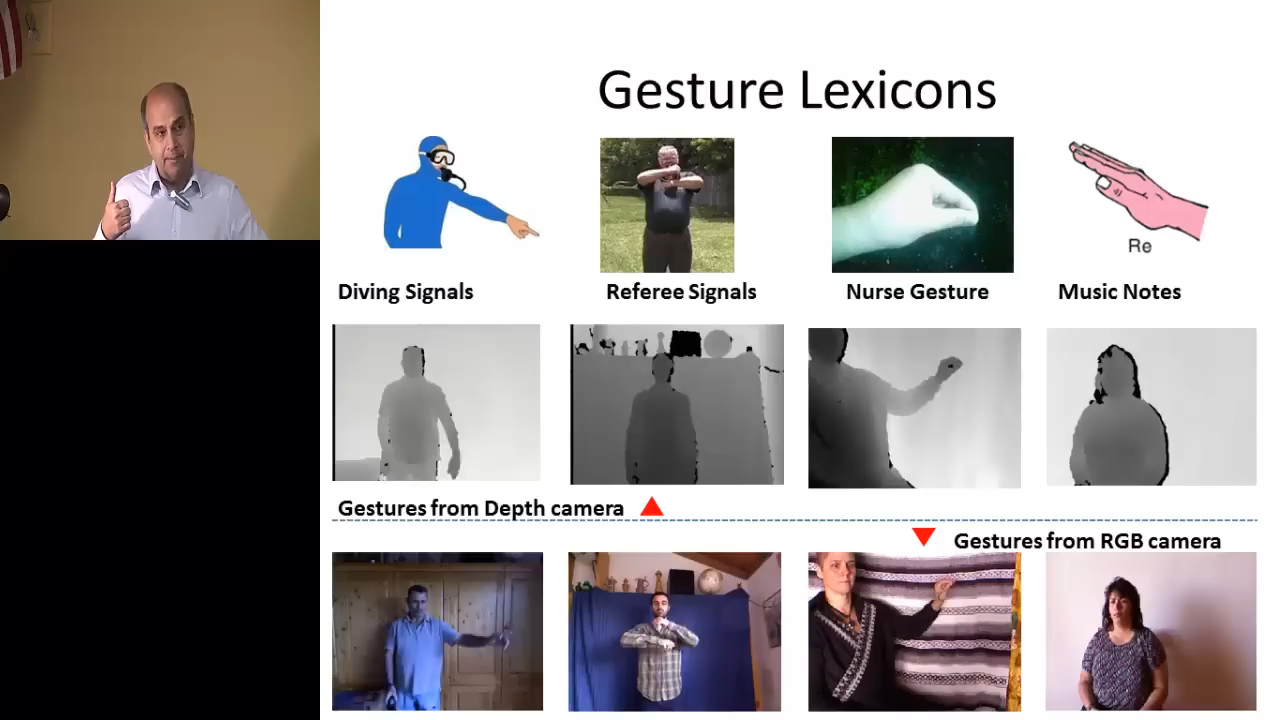 Gesture Lexicons
Re
Diving Signals
Referee Signals
Nurse Gesture
Music Notes
Gestures from Depth camera
Gestures from RGB camera